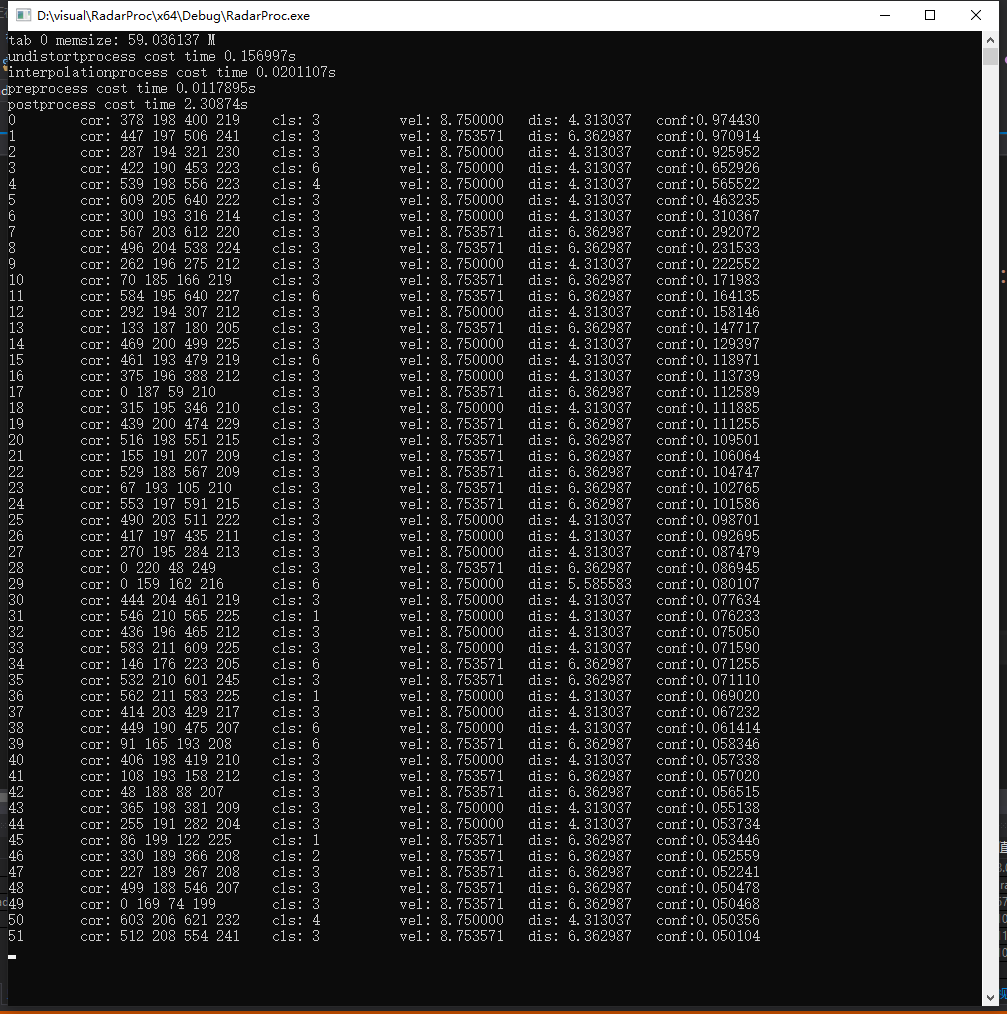 D:\visual\RadarProc\x64\Debug\RadarProc.exe
tab 0 memsize: 59.036137 M
undistortprocess cost time 0.156997s
interpolationprocess cost time 0.0201107s
preprocess cost time 0.0117895s
postprocess cost time 2.30874s
0 cor: 378 198 400 219 cls: 3 vel: 8.750000 dis: 4.313037 conf:0.974430
1 cor: 447 197 506 241 cls: 3 vel: 8.750000 dis: 6.362987 conf:0.970914
2 cor: 287 194 321 230 cls: 3 vel: 8.750000 dis: 4.313037 conf:0.925952
3 cor: 422 190 453 223 cls: 6 vel: 8.750000 dis: 4.313037 conf:0.652926
4 cor: 539 198 556 223 cls: 4 vel: 8.750000 dis: 4.313037 conf:0.565522
5 cor: 609 205 640 222 cls: 3 vel: 8.750000 dis: 4.313037 conf:0.463235
6 cor: 300 193 316 214 cls: 3 vel: 8.750000 dis: 4.313037 conf:0.310367
7 cor: 567 203 612 220 cls: 3 vel: 8.753571 dis: 6.362987 conf:0.292072
8 cor: 496 204 538 224 cls: 3 vel: 8.750000 dis: 6.362987 conf:0.231533
9 cor: 262 196 275 212 cls: 3 vel: 8.750000 dis: 4.313037 conf:0.222552
10 cor: 70 185 166 219 cls: 3 vel: 8.753571 dis: 6.362987 conf:0.171983
11 cor: 584 195 640 227 cls: 6 vel: 8.753571 dis: 6.362987 conf:0.164135
12 cor: 292 194 307 212 cls: 3 vel: 8.750000 dis: 4.313037 conf:0.158146
13 cor: 133 187 180 205 cls: 3 vel: 8.753571 dis: 6.362987 conf:0.147717
14 cor: 469 200 499 225 cls: 3 vel: 8.750000 dis: 4.313037 conf:0.129397
15 cor: 461 193 479 219 cls: 6 vel: 8.750000 dis: 4.313037 conf:0.118971
16 cor: 375 196 388 212 cls: 3 vel: 8.750000 dis: 4.313037 conf:0.113739
17 cor: 0 187 59 210 cls: 3 vel: 8.753571 dis: 6.362987 conf:0.112589
18 cor: 315 195 346 210 cls: 3 vel: 8.750000 dis: 4.313037 conf:0.111885
19 cor: 439 200 474 229 cls: 3 vel: 8.750000 dis: 6.362987 conf:0.111255
20 cor: 516 198 551 215 cls: 3 vel: 8.753571 dis: 6.362987 conf:0.109501
21 cor: 155 191 207 209 cls: 3 vel: 8.753571 dis: 6.362987 conf:0.106064
22 cor: 529 188 567 209 cls: 3 vel: 8.753571 dis: 6.362987 conf:0.104747
23 cor: 67 193 105 210 cls: 3 vel: 8.753571 dis: 6.362987 conf:0.102765
24 cor: 553 197 591 215 cls: 3 vel: 8.753571 dis: 6.362987 conf:0.101586
25 cor: 490 203 511 222 cls: 3 vel: 8.750000 dis: 4.313037 conf:0.098701
26 cor: 417 197 435 211 cls: 3 vel: 8.750000 dis: 4.313037 conf:0.092695
27 cor: 270 195 284 213 cls: 3 vel: 8.750000 dis: 4.313037 conf:0.087479
28 cor: 0 220 48 249 cls: 3 vel: 8.753571 dis: 6.362987 conf:0.086945
29 cor: 0 159 162 216 cls: 6 vel: 8.750000 dis: 5.585583 conf:0.080107
30 cor: 444 204 461 219 cls: 3 vel: 8.750000 dis: 4.313037 conf:0.077634
31 cor: 546 210 565 225 cls: 1 vel: 8.750000 dis: 4.313037 conf:0.076233
32 cor: 436 196 465 212 cls: 3 vel: 8.750000 dis: 4.313037 conf:0.075050
33 cor: 583 211 609 225 cls: 3 vel: 8.750000 dis: 4.313037 conf:0.071590
34 cor: 146 176 223 205 cls: 6 vel: 8.753571 dis: 6.362987 conf:0.071255
35 cor: 532 210 601 245 cls: 3 vel: 8.753571 dis: 6.362987 conf:0.071110
36 cor: 562 211 583 225 cls: 1 vel: 8.750000 dis: 4.313037 conf:0.069020
37 cor: 414 203 429 217 cls: 3 vel: 8.750000 dis: 4.313037 conf:0.067232
38 cor: 449 190 475 207 cls: 6 vel: 8.750000 dis: 4.313037 conf:0.061414
39 cor: 91 165 193 208 cls: 6 vel: 8.753571 dis: 6.362987 conf:0.058346
40 cor: 406 198 419 210 cls: 3 vel: 8.750000 dis: 4.313037 conf:0.057338
41 cor: 108 193 158 212 cls: 3 vel: 8.753571 dis: 6.362987 conf:0.057020
42 cor: 48 188 88 207 cls: 3 vel: 8.753571 dis: 6.362987 conf:0.056515
43 cor: 365 198 381 209 cls: 3 vel: 8.750000 dis: 4.313037 conf:0.055138
44 cor: 255 191 282 204 cls: 3 vel: 8.750000 dis: 4.313037 conf:0.053734
45 cor: 86 199 122 225 cls: 1 vel: 8.753571 dis: 6.362987 conf:0.053446
46 cor: 330 189 366 208 cls: 2 vel: 8.753571 dis: 6.362987 conf:0.052559
47 cor: 227 189 267 208 cls: 3 vel: 8.753571 dis: 6.362987 conf:0.052241
48 cor: 499 188 546 207 cls: 3 vel: 8.753571 dis: 6.362987 conf:0.050478
49 cor: 0 169 74 199 cls: 3 vel: 8.753571 dis: 6.362987 conf:0.050468
50 cor: 603 206 621 232 cls: 4 vel: 8.750000 dis: 4.313037 conf:0.050356
51 cor: 512 208 554 241 cls: 3 vel: 8.753571 dis: 6.362987 conf:0.050104